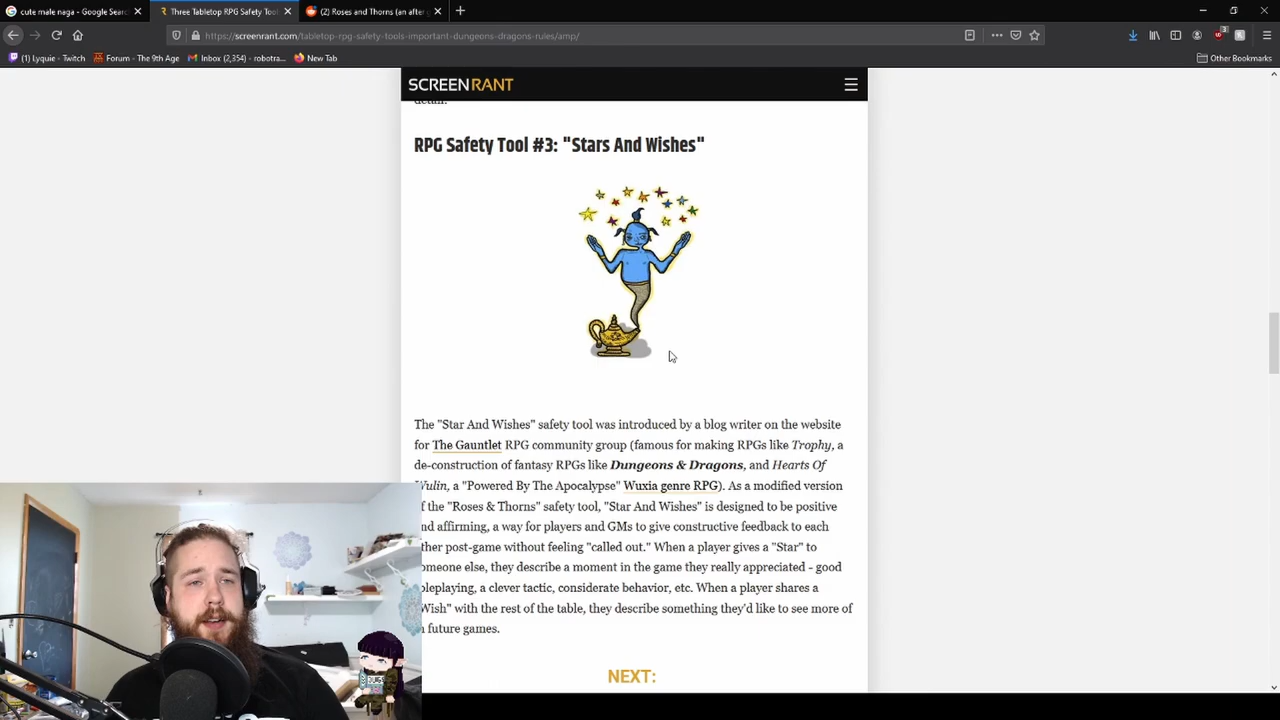 cute male naga - Google Searc
Three Tabletop RPG Safety Tool
(2) Roses and Thorns (an after g
https://screenrant.com/tabletop-rpg-safety-tools-important-dungeons-dragons-rules/amp/
(1) Lyquie - Twitch
Forum - The 9th Age
Inbox (2,354) - robotra...
New Tab
Other Bookmarks
SCREENRANT
detail.
RPG Safety Tool #3: "Stars And Wishes"
The "Star And Wishes" safety tool was introduced by a blog writer on the website
for The Gauntlet RPG community group (famous for making RPGs like Trophy, a
de-construction of fantasy RPGs like Dungeons & Dragons, and Hearts Of
Wulin, a "Powered By The Apocalypse" Wuxia genre RPG). As a modified version
of the "Roses & Thorns" safety tool, "Star And Wishes" is designed to be positive
and affirming, a way for players and GMs to give constructive feedback to each
other post-game without feeling "called out." When a player gives a "Star" to
someone else, they describe a moment in the game they really appreciated - good
roleplaying, a clever tactic, considerate behavior, etc. When a player shares a
"Wish" with the rest of the table, they describe something they'd like to see more of
in future games.
NEXT: